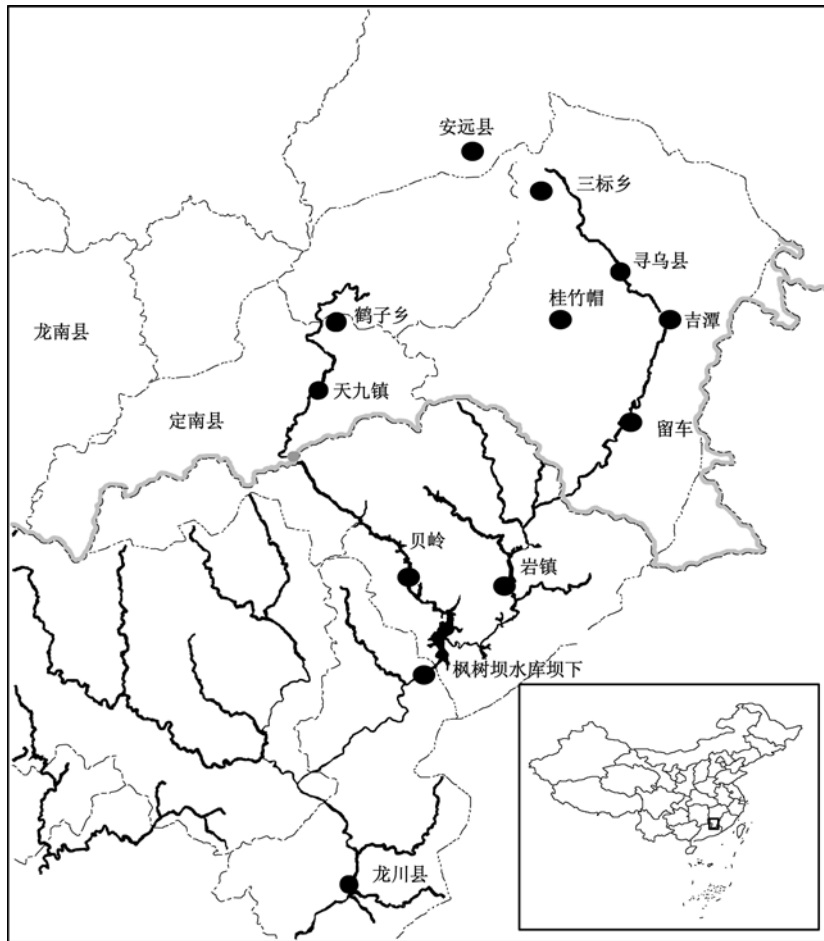 安远县
三标乡
寻乌县
桂竹帽
吉潭
鹤子乡
龙南县
天九镇
定南县
留车
贝岭
岩镇
枫树坝水库坝下
龙川县